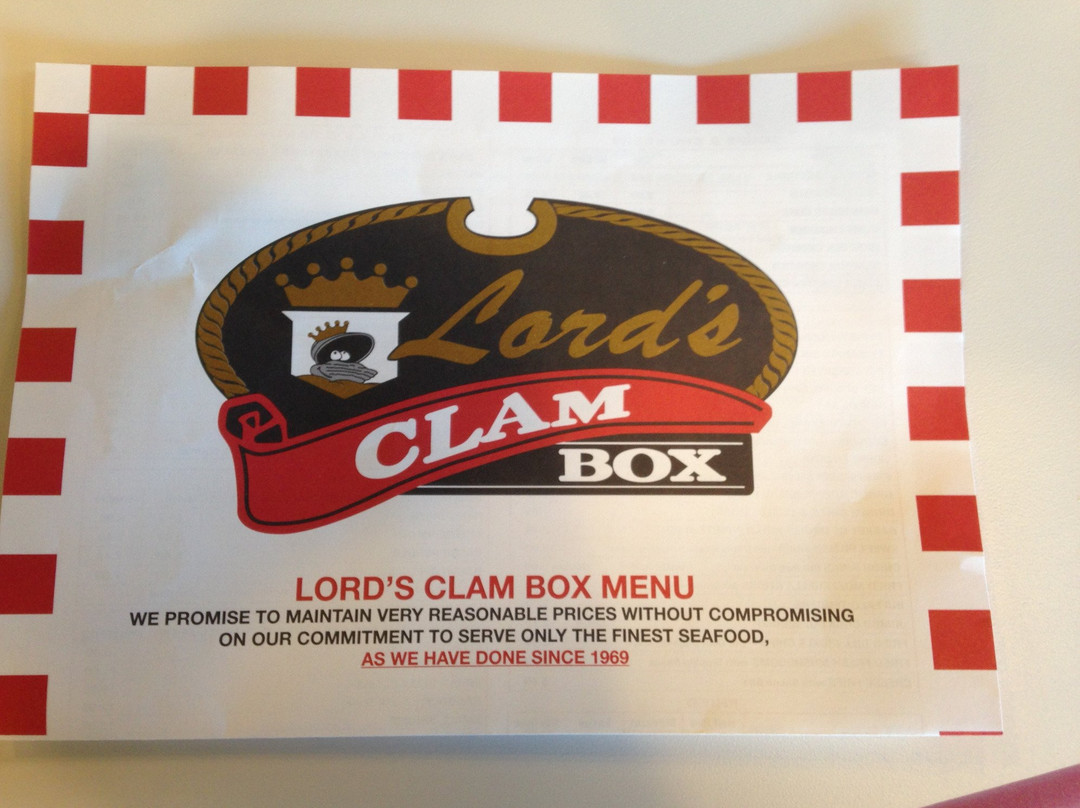 Lord's
CLAM
BOX
LORD'S CLAM BOX MENU
WE PROMISE TO MAINTAIN VERY REASONABLE PRICES WITHOUT COMPROMISING
ON OUR COMMITMENT TO SERVE ONLY THE FINEST SEAFOOD,
AS WE HAVE DONE SINCE 1969